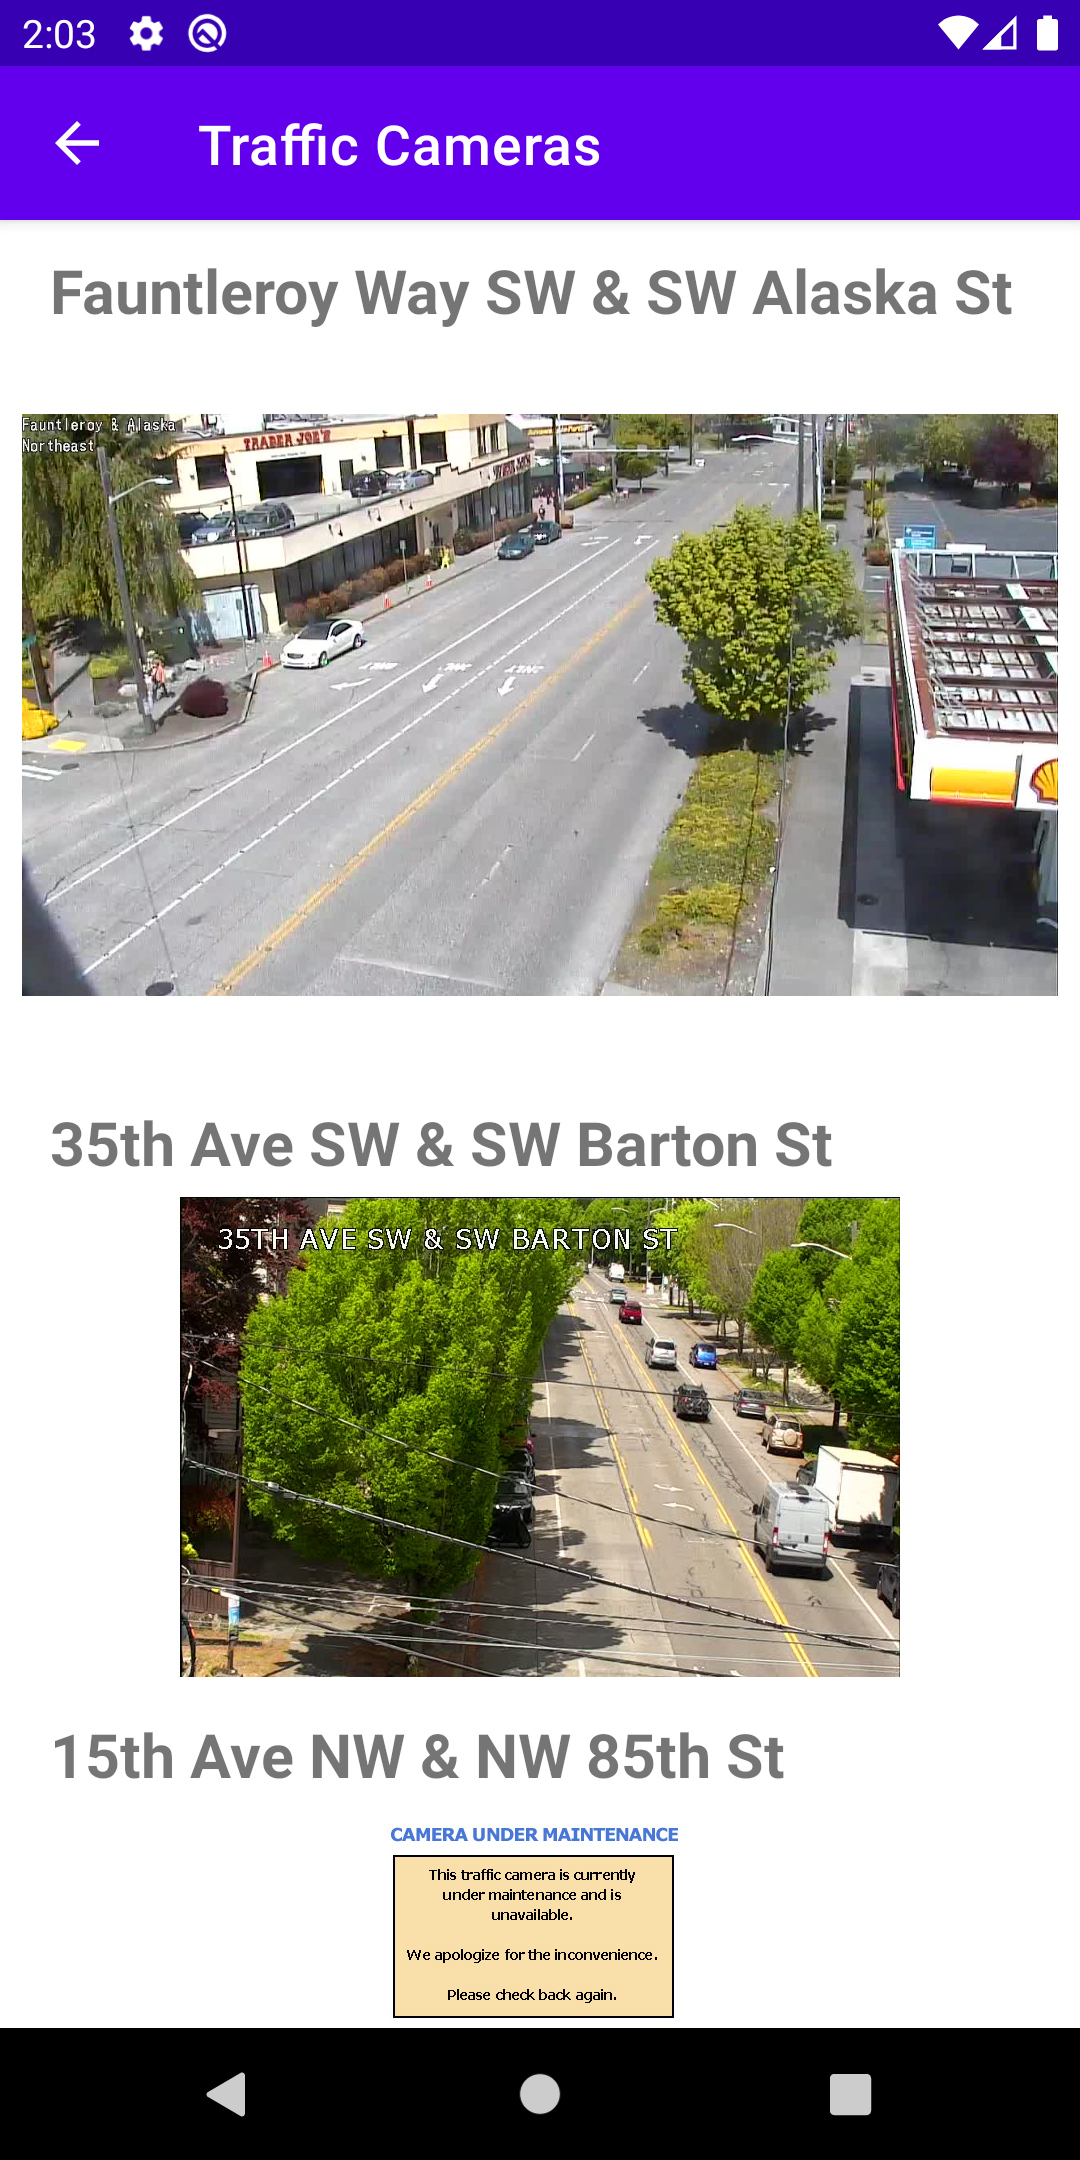 2:03
Traffic Cameras
Fauntleroy Way SW & SW Alaska St
Fauntleroy & Alaska
Northeast
TRADER JOE'S
35th Ave SW & SW Barton St
35TH AVE SW & SW BARTON ST
15th Ave NW & NW 85th St
CAMERA UNDER MAINTENANCE
This traffic camera is currently
under maintenance and is
unavailable.
We apologize for the inconvenience.
Please check back again.